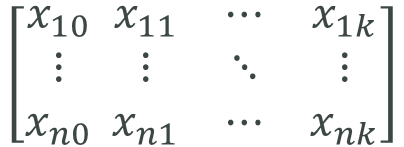 [x₁₀ x₁₁ ⋯ x₁ₖ
⋮ ⋮ ⋱ ⋮
xₙ₀ xₙ₁ ⋯ xₙₖ]